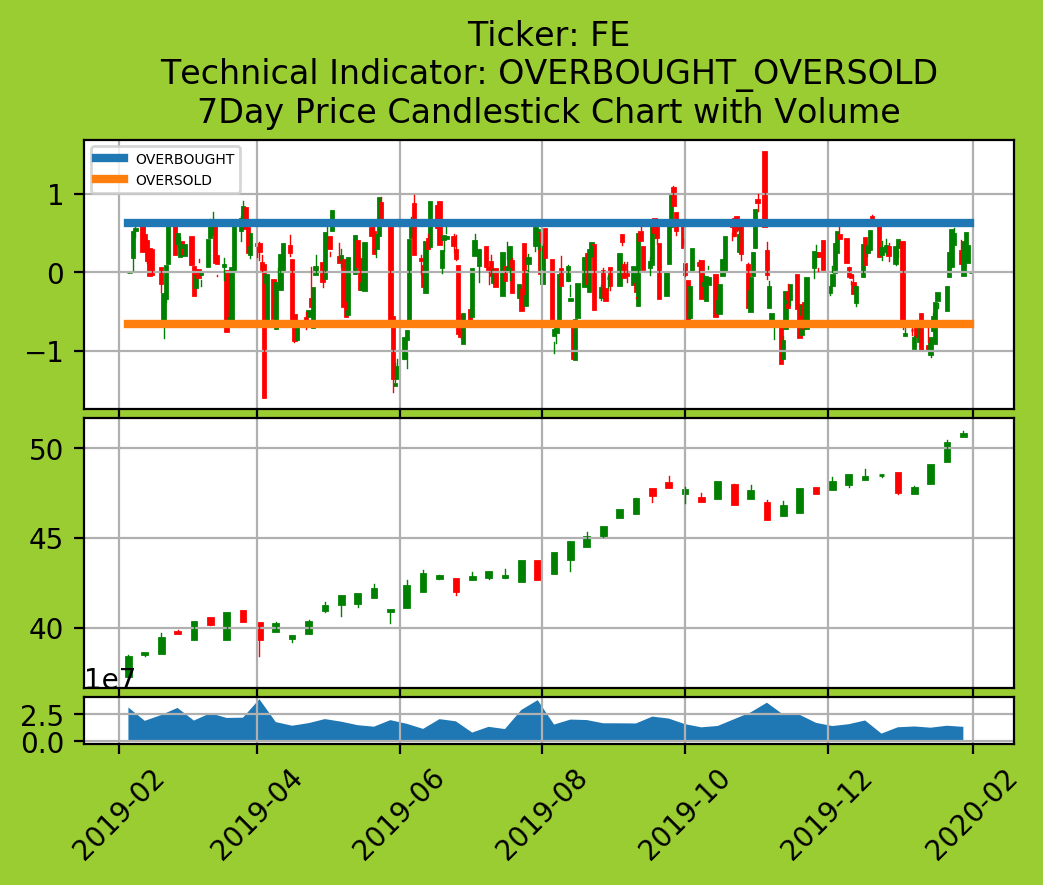 Ticker: FE
Technical Indicator: OVERBOUGHT_OVERSOLD
7Day Price Candlestick Chart with Volume
OVERBOUGHT
OVERSOLD
1
0
−1
50
45
40
1e7
2.5
0.0
2019-02
2019-04
2019-06
2019-08
2019-10
2019-12
2020-02